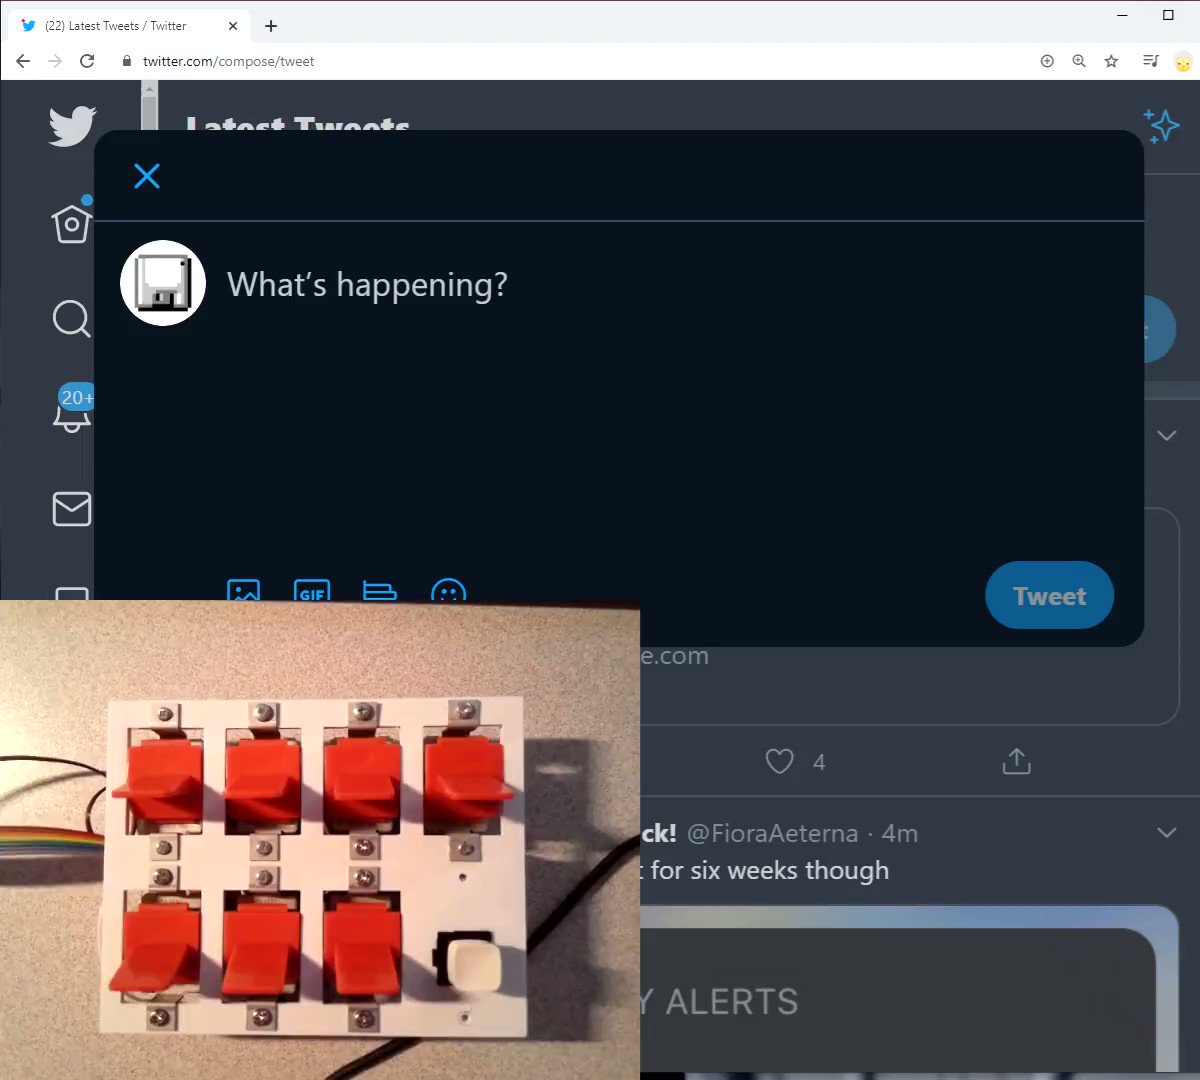 (22) Latest Tweets / Twitter
twitter.com/compose/tweet
Latest Tweets
What's happening?
20+
GIF
Tweet
e.com
4
ck! @FioraAeterna · 4m
for six weeks though
Y ALERTS